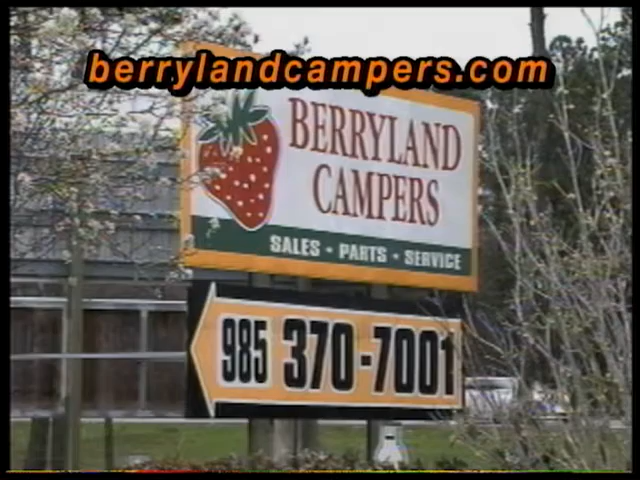 berrylandcampers.com
BERRYLAND
CAMPERS
SALES • PARTS • SERVICE
985 370-7001